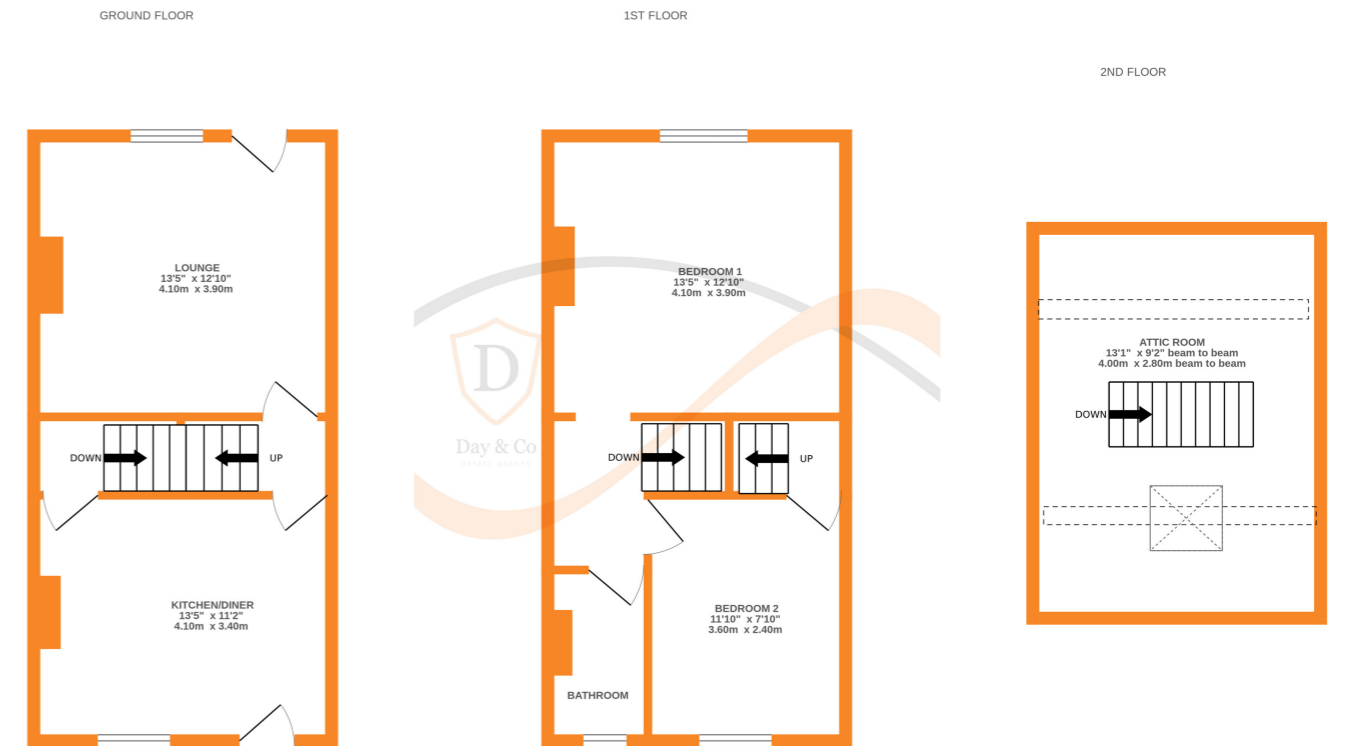 GROUND FLOOR
1ST FLOOR
2ND FLOOR
LOUNGE
13'5" x 12'10"
4.10m x 3.90m
DOWN
UP
KITCHEN/DINER
13'5" x 11'2"
4.10m x 3.40m
BEDROOM 1
13'5" x 12'10"
4.10m x 3.90m
D
Day & Co
ESTATE AGENTS
DOWN
UP
BEDROOM 2
11'10" x 7'10"
3.60m x 2.40m
BATHROOM
ATTIC ROOM
13'1" x 9'2" beam to beam
4.00m x 2.80m beam to beam
DOWN